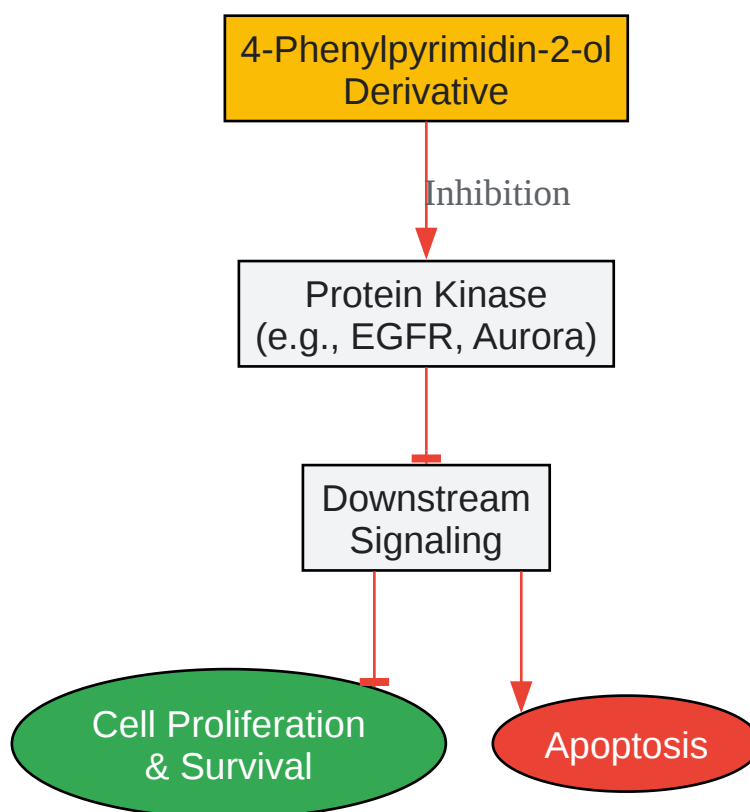 4-Phenylpyrimidin-2-ol
Derivative
Inhibition
Protein Kinase
(e.g., EGFR, Aurora)
Downstream
Signaling
Cell Proliferation
& Survival
Apoptosis